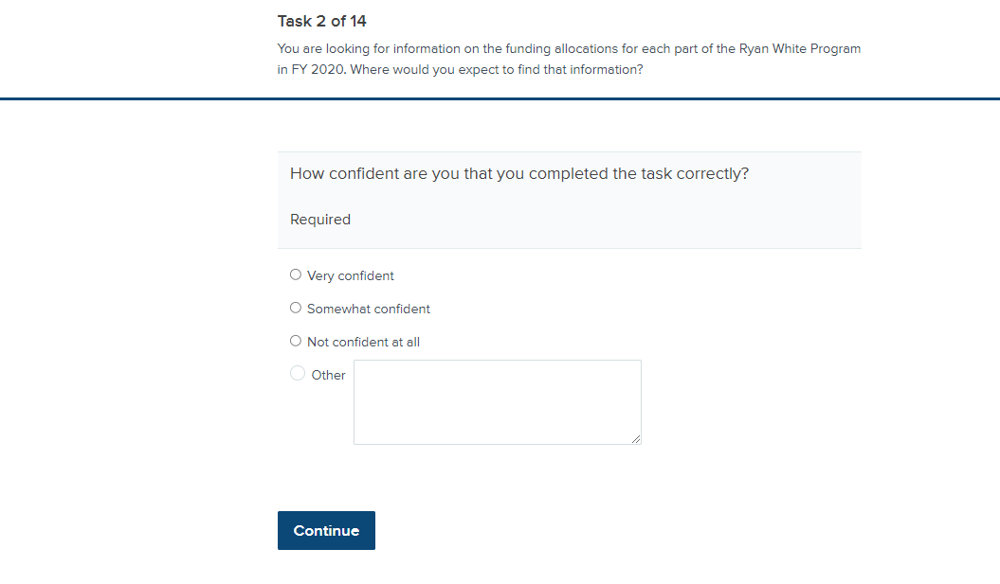 Task 2 of 14
You are looking for information on the funding allocations for each part of the Ryan White Program
in FY 2020. Where would you expect to find that information?
How confident are you that you completed the task correctly?
Required
Very confident
Somewhat confident
Not confident at all
Other
Continue